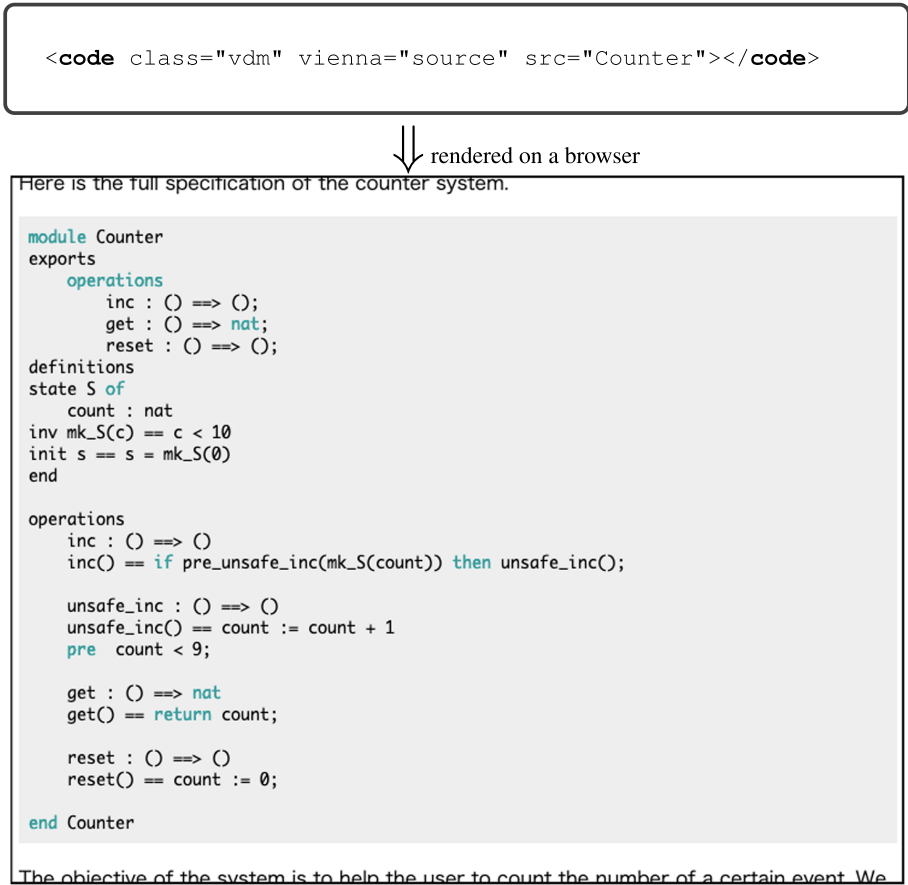 <code class="vdm" vienna="source" src="Counter"></code>
rendered on a browser
Here is the full specification of the counter system.
module Counter
exports
    operations
        inc : () ==> ();
        get : () ==> nat;
        reset : () ==> ();
definitions
state S of
    count : nat
inv mk_S(c) == c < 10
init s == s = mk_S(0)
end
operations
    inc : () ==> ()
    inc() == if pre_unsafe_inc(mk_S(count)) then unsafe_inc();
    unsafe_inc : () ==> ()
    unsafe_inc() == count := count + 1
    pre  count < 9;
    get : () ==> nat
    get() == return count;
    reset : () ==> ()
    reset() == count := 0;
end Counter
The objective of the system is to help the user to count the number of a certain event. We